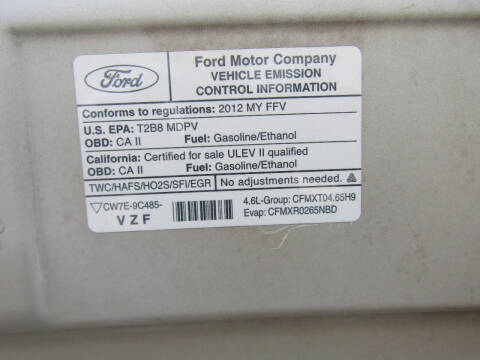 Ford
Ford Motor Company
VEHICLE EMISSION
CONTROL INFORMATION
Conforms to regulations: 2012 MY FFV
U.S. EPA: T2B8 MDPV
OBD: CA II Fuel: Gasoline/Ethanol
California: Certified for sale ULEV II qualified
OBD: CA II Fuel: Gasoline/Ethanol
TWC/HAFS/HO2S/SFI/EGR No adjustments needed.
CW7E-9C485- 4.6L-Group: CFMXT04.65H9
VZF Evap: CFMXR0265NBD